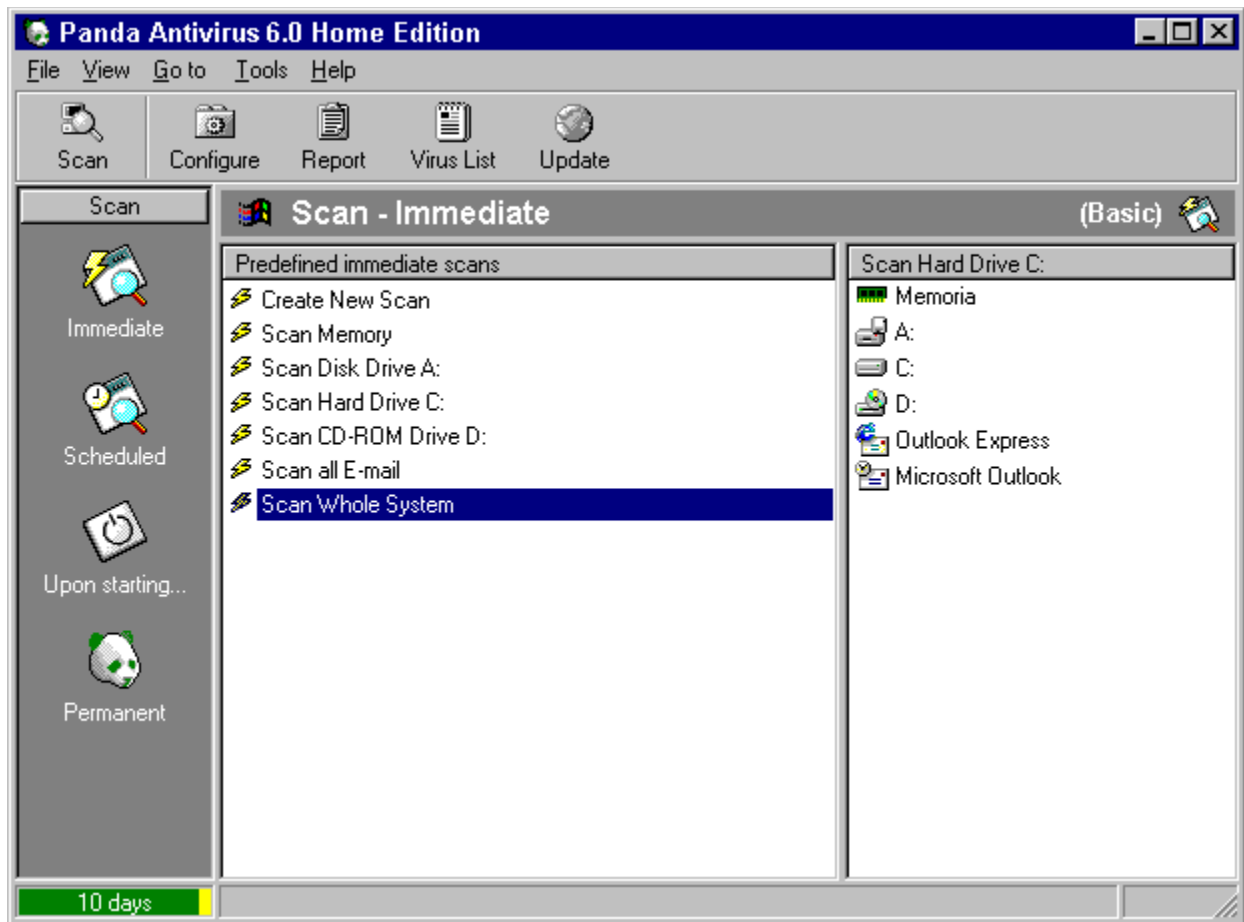 Panda Antivirus 6.0 Home Edition
File View Go to Tools Help
Scan Configure Report Virus List Update
Scan
Immediate
Scheduled
Upon starting...
Permanent
Scan - Immediate (Basic)
Predefined immediate scans
Create New Scan
Scan Memory
Scan Disk Drive A:
Scan Hard Drive C:
Scan CD-ROM Drive D:
Scan all E-mail
Scan Whole System
Scan Hard Drive C:
Memoria
A:
C:
D:
Outlook Express
Microsoft Outlook
10 days